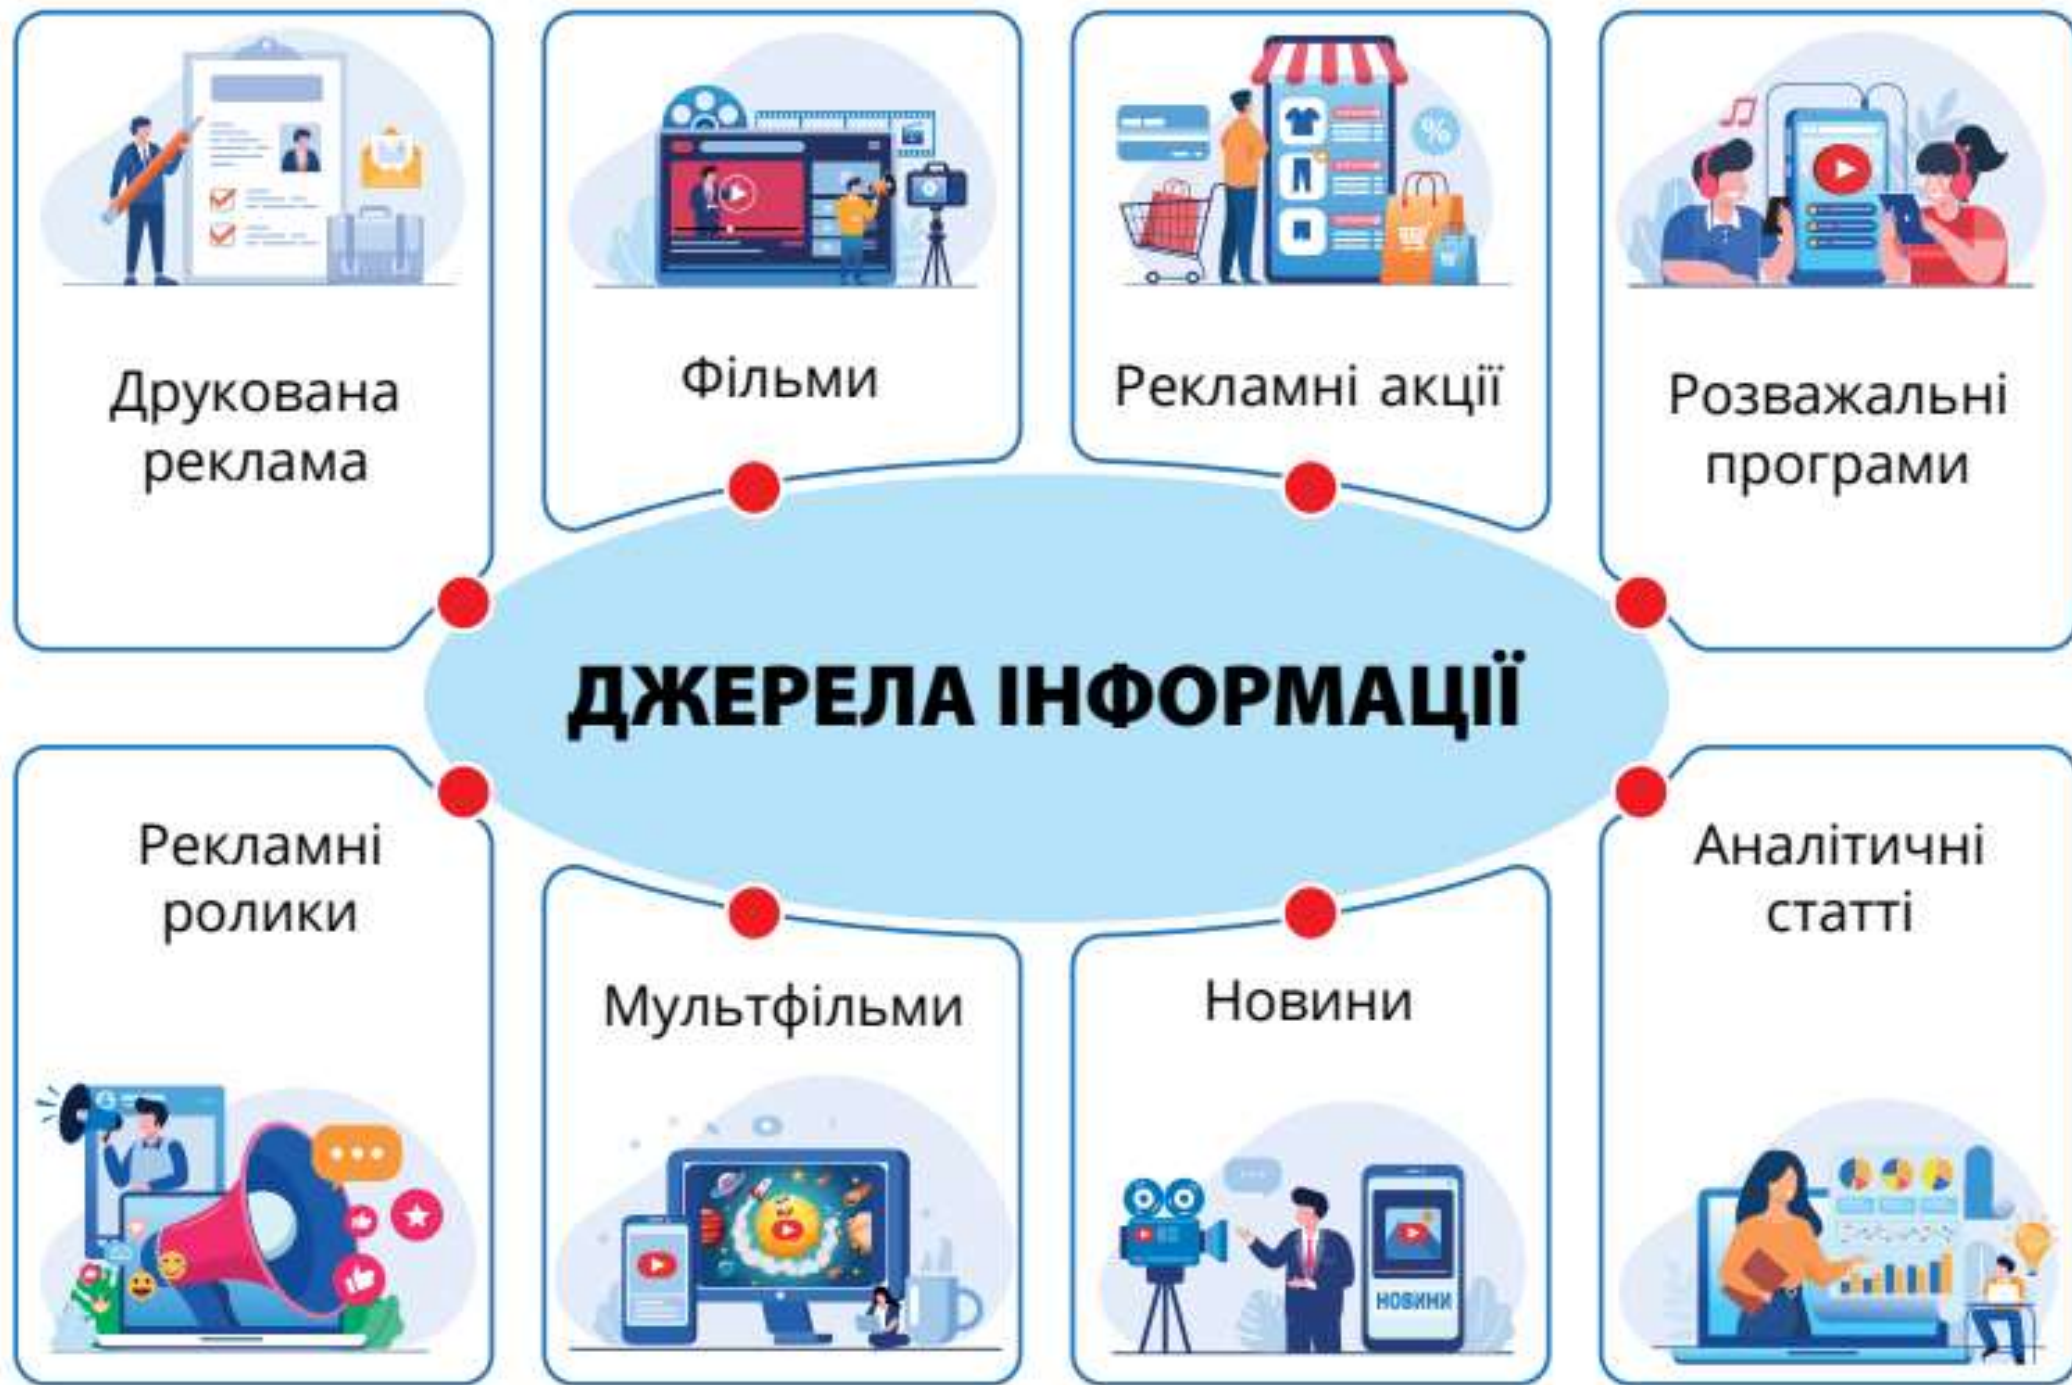 Друкована
реклама
Фільми
Рекламні акції
%
Розважальні
програми
ДЖЕРЕЛА ІНФОРМАЦІЇ
Рекламні
ролики
Мультфільми
Новини
НОВИНИ
Аналітичні
статті